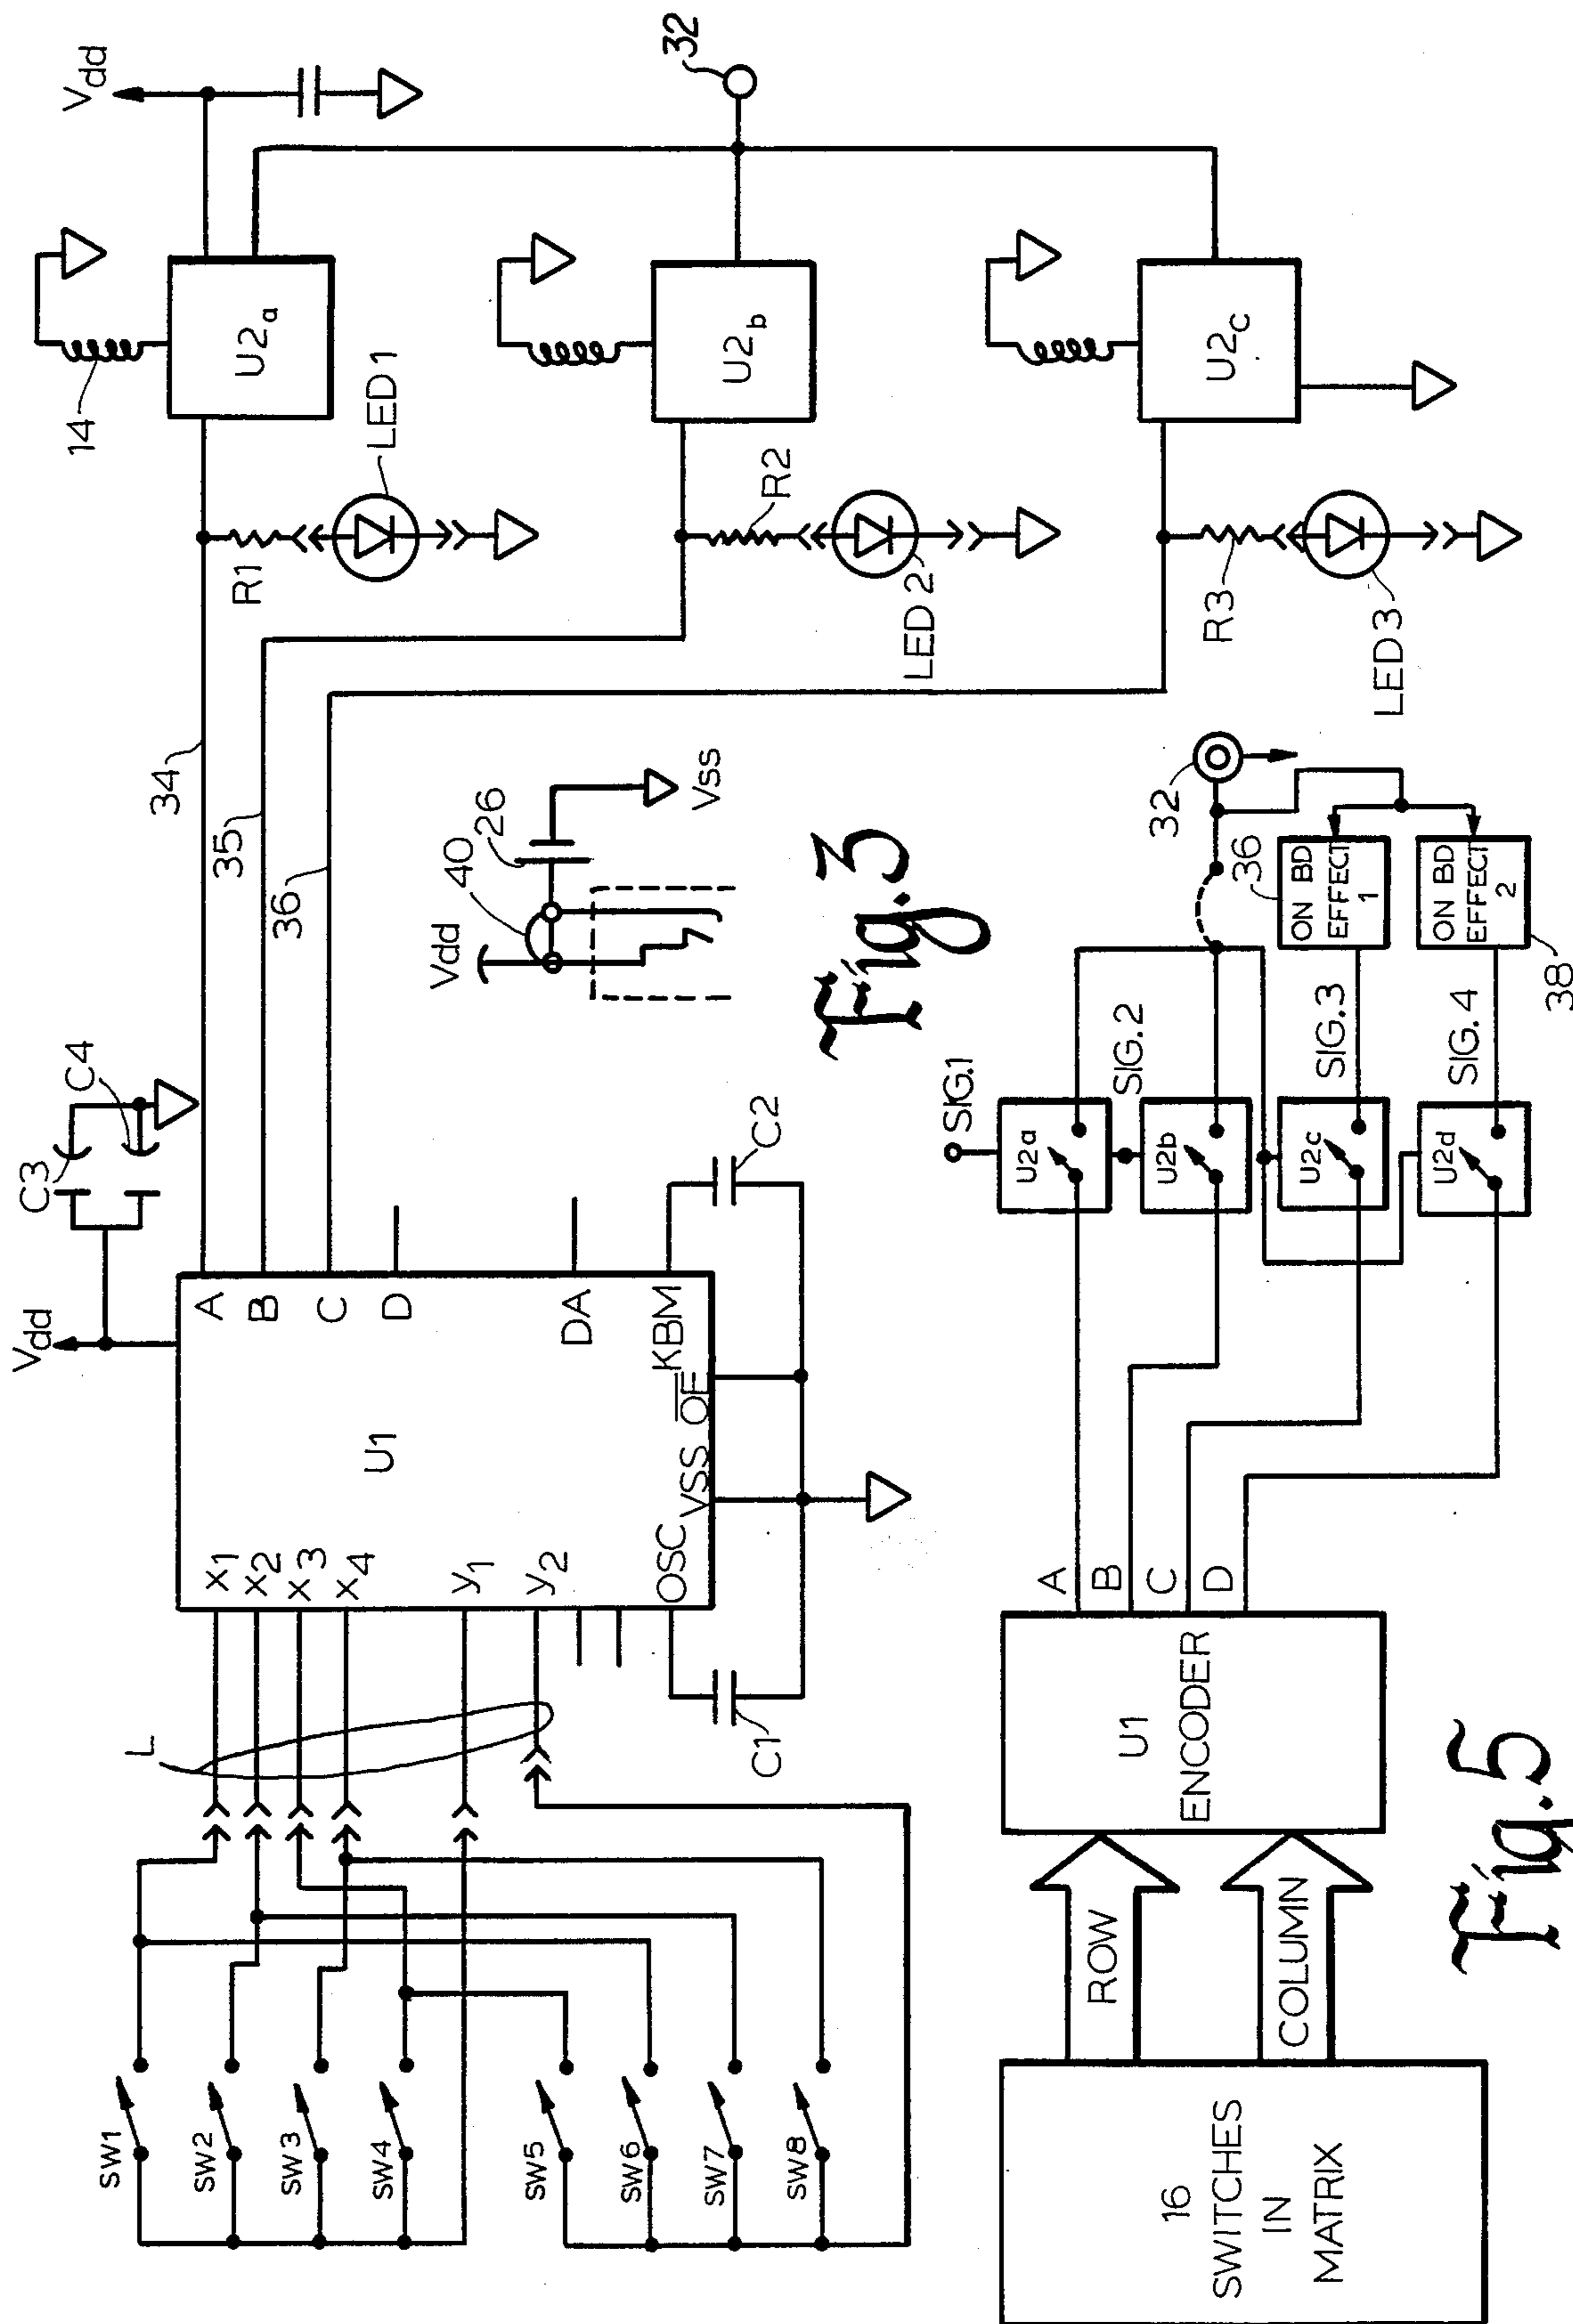 SW1
SW2
SW3
SW4
SW5
SW6
SW7
SW8
L
X1
X2
X3
X4
Y1
Y2
OSC
VSS
OE
KBM
DA
A
B
C
D
U1
C1
C2
Vdd
C3
C4
34
35
36
R1
LED1
R2
LED2
R3
LED3
14
U2a
U2b
U2c
Vdd
32
Vdd
40
26
Vss
Fig. 3
16
SWITCHES
IN
MATRIX
ROW
COLUMN
U1
ENCODER
A
B
C
D
SIG.1
U2a
SIG.2
U2b
U2c
SIG.3
U2d
SIG.4
ON BD
EFFECT
1
36
ON BD
EFFECT
2
38
32
Fig. 5